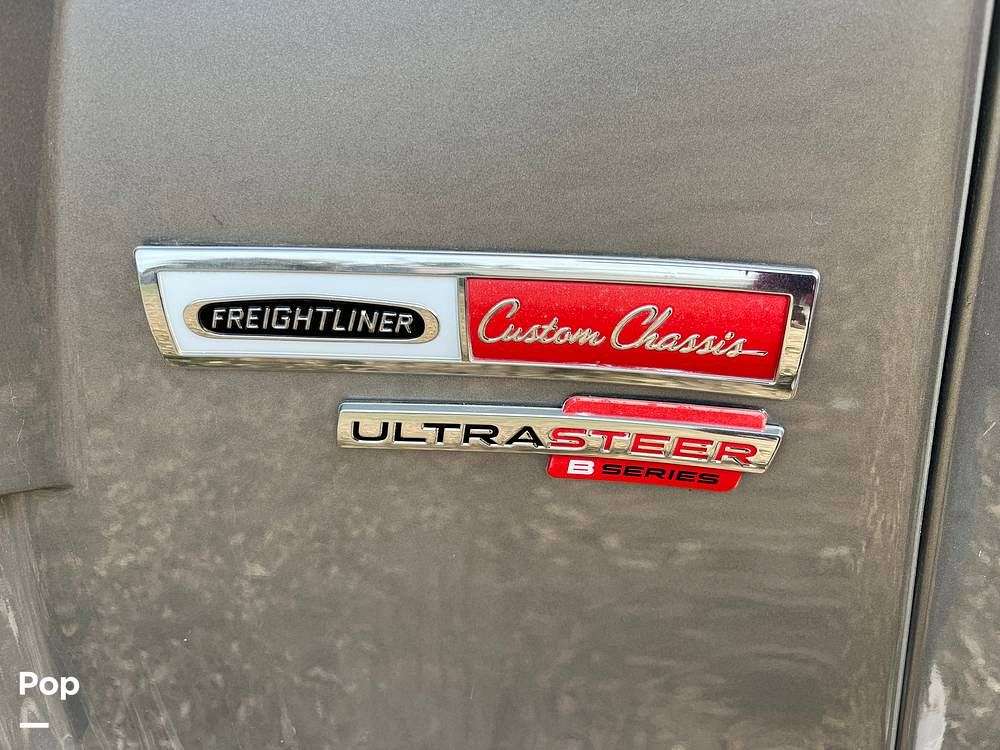 FREIGHTLINER Custom Chassis
ULTRASTEER
B SERIES
Pop